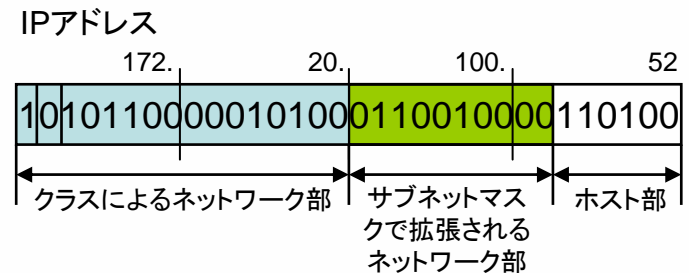 IPアドレス
172. 20. 100. 52
10101100000101000110010000110100
クラスによるネットワーク部
サブネットマス
クで拡張される
ネットワーク部
ホスト部